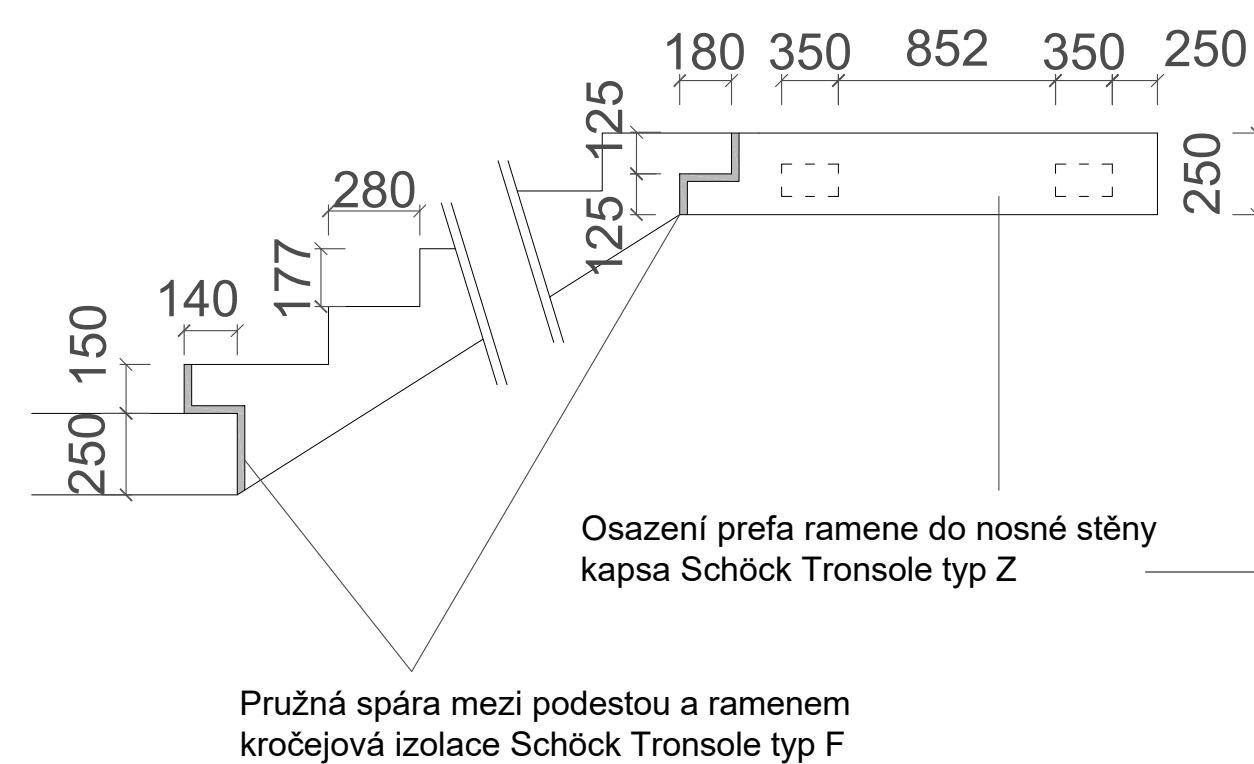 180 350 852 350 250
125
125
250
280
177
140
150
250
Osazení prefa ramene do nosné stěny
kapsa Schöck Tronsole typ Z
Pružná spára mezi podestou a ramenem
kročejová izolace Schöck Tronsole typ F